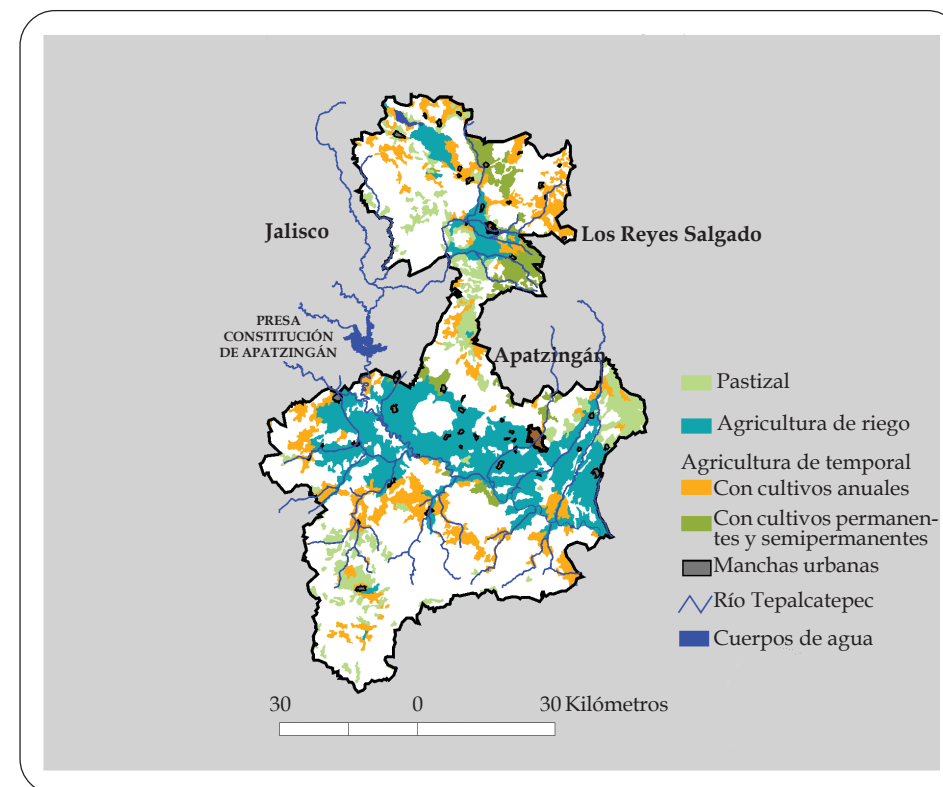 Jalisco
Los Reyes Salgado
PRESA
CONSTITUCIÓN
DE APATZINGÁN
Apatzingán
Pastizal
Agricultura de riego
Agricultura de temporal
Con cultivos anuales
Con cultivos permanen-
tes y semipermanentes
Manchas urbanas
Río Tepalcatepec
Cuerpos de agua
30 0 30 Kilómetros